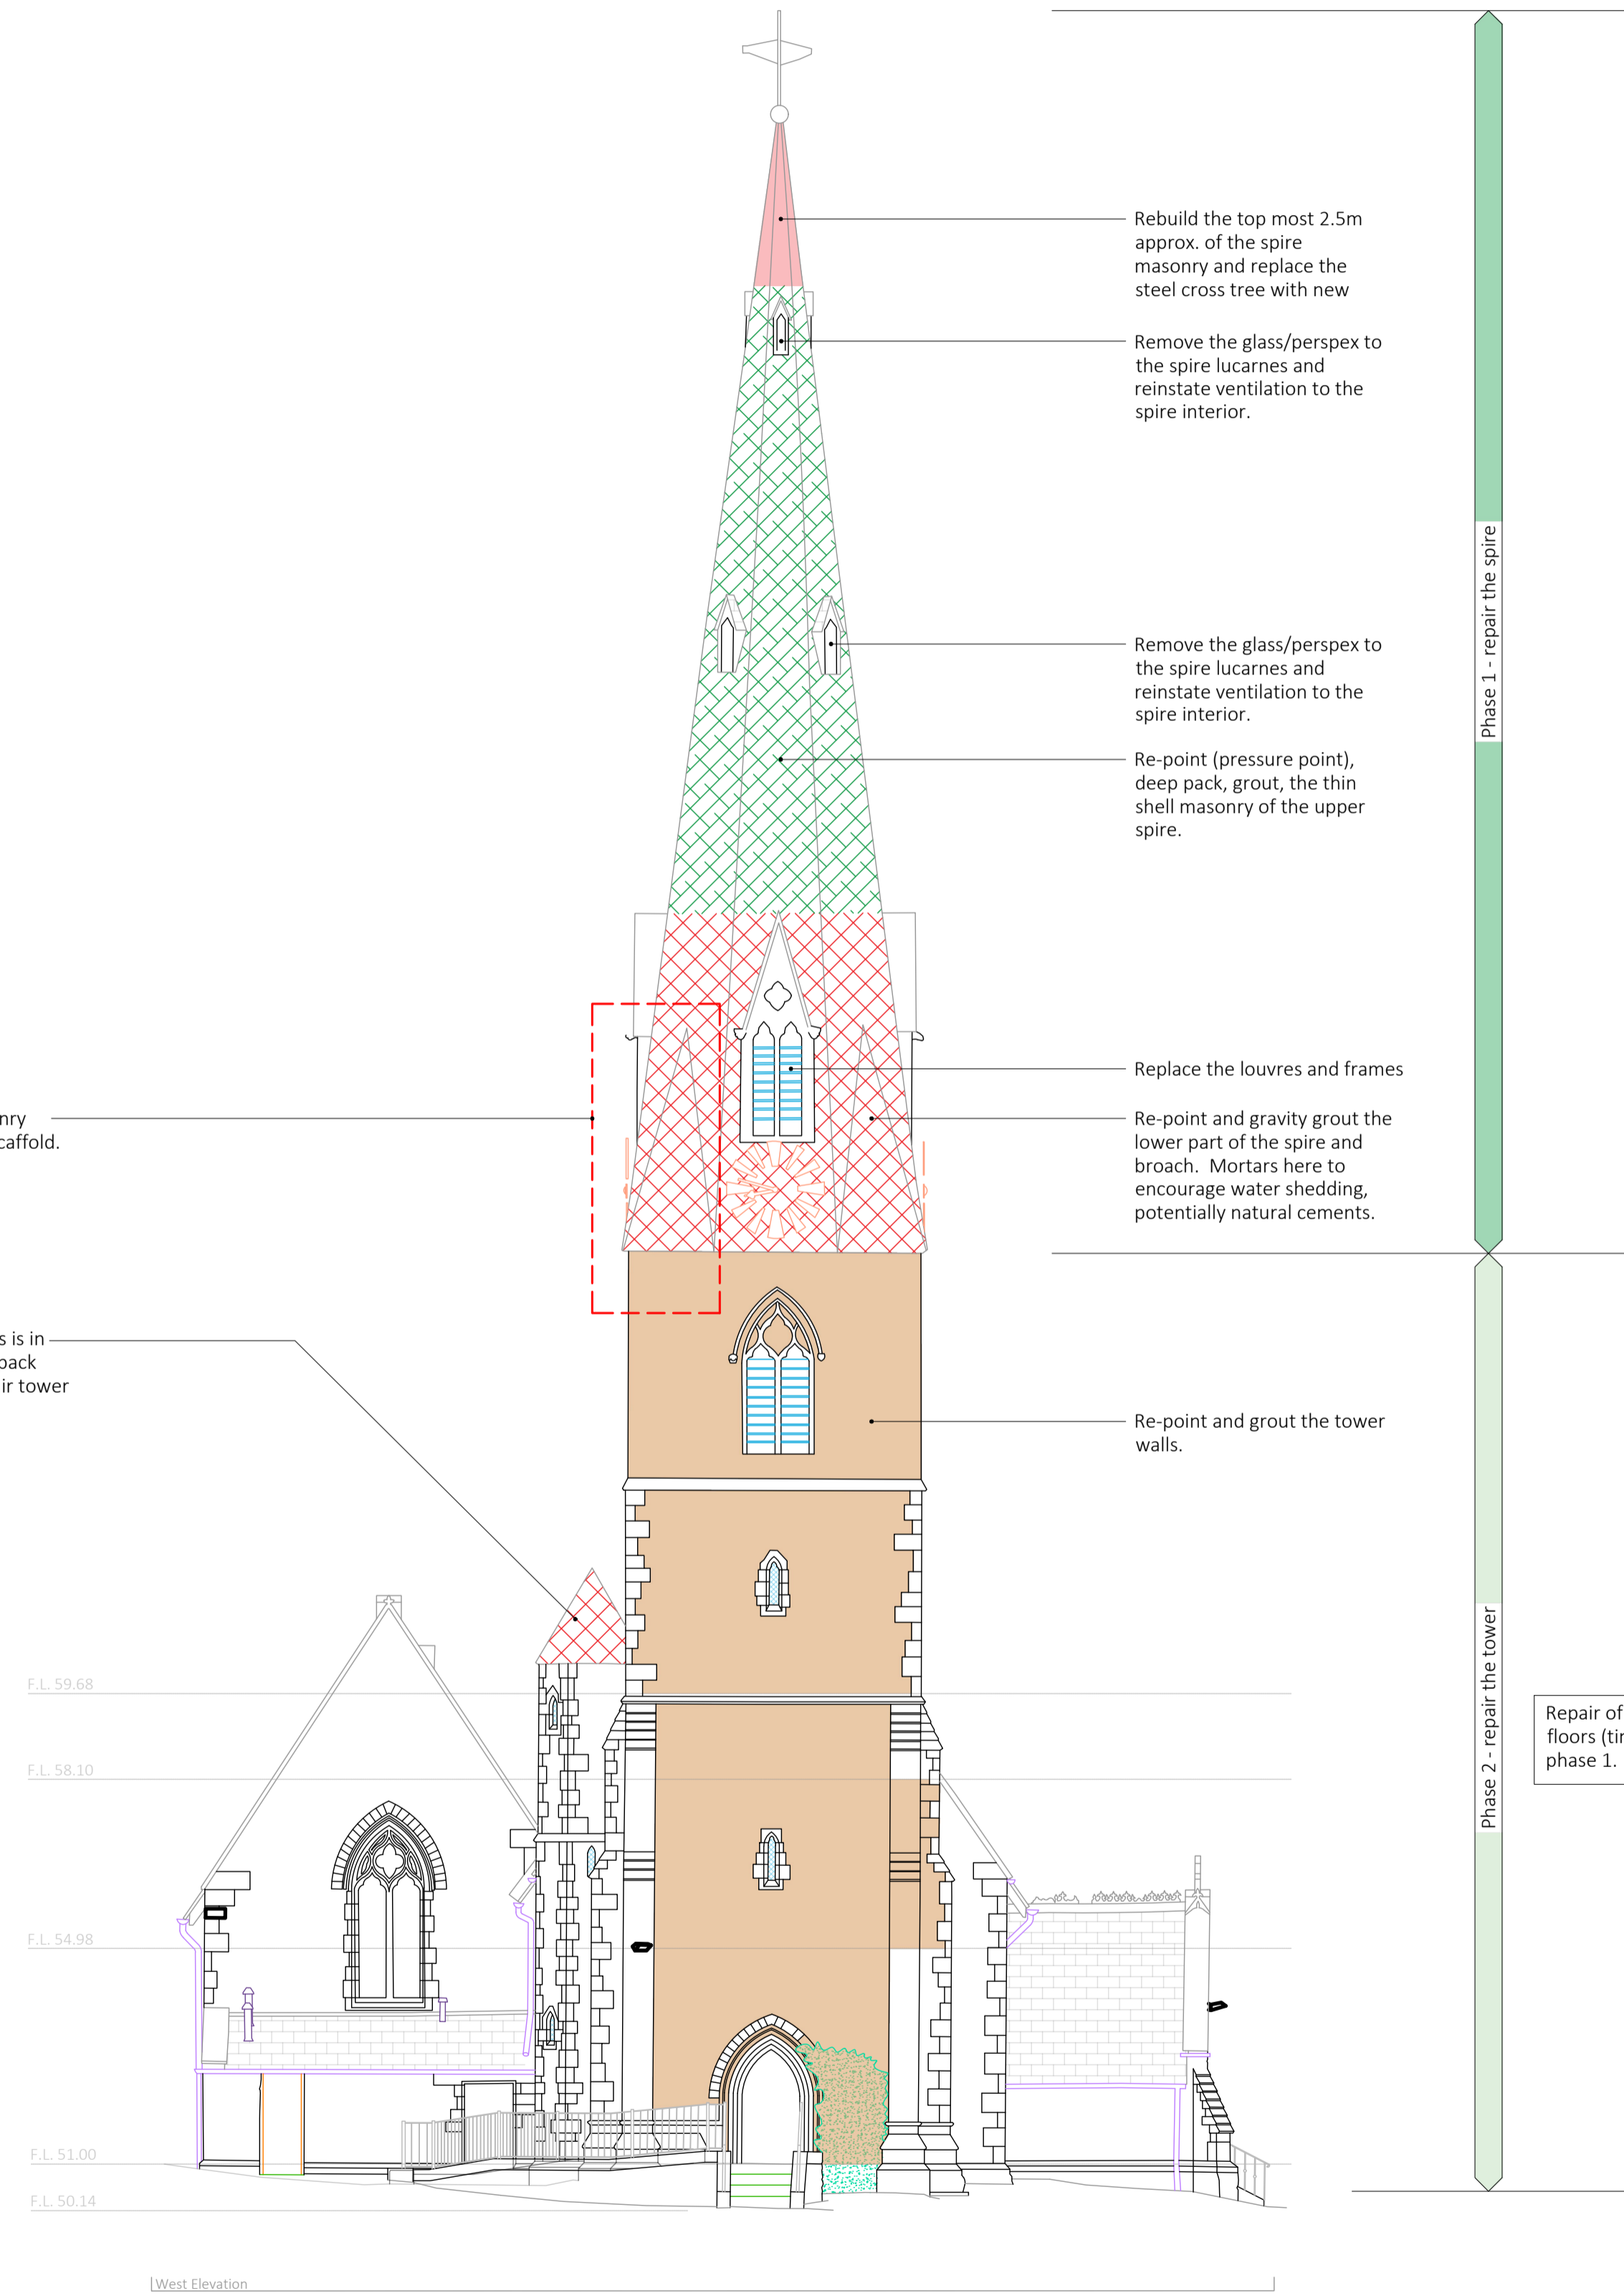 Rebuild the top most 2.5m
approx. of the spire
masonry and replace the
steel cross tree with new
Remove the glass/perspex to
the spire lucarnes and
reinstate ventilation to the
spire interior.
Phase 1 - repair the spire
Remove the glass/perspex to
the spire lucarnes and
reinstate ventilation to the
spire interior.
Re-point (pressure point),
deep pack, grout, the thin
shell masonry of the upper
spire.
Replace the louvres and frames
nry
caffold.
Re-point and gravity grout the
lower part of the spire and
broach. Mortars here to
encourage water shedding,
potentially natural cements.
s is in
back
ir tower
Re-point and grout the tower
walls.
Phase 2 - repair the tower
F.L. 59.68
Repair of
floors (tir
phase 1.
F.L. 58.10
F.L. 54.98
F.L. 51.00
F.L. 50.14
West Elevation